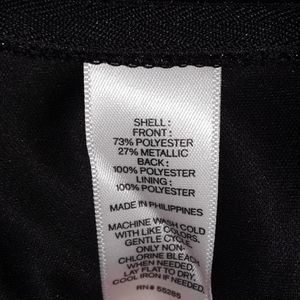 SHELL:
FRONT:
73% POLYESTER
27% METALLIC
BACK:
100% POLYESTER
LINING:
100% POLYESTER
MADE IN PHILIPPINES
MACHINE WASH COLD
WITH LIKE COLORS,
GENTLE CYCLE
ONLY NON-
CHLORINE BLEACH
WHEN NEEDED,
LAY FLAT TO DRY,
COOL IRON IF NEEDED.
RN# 55285